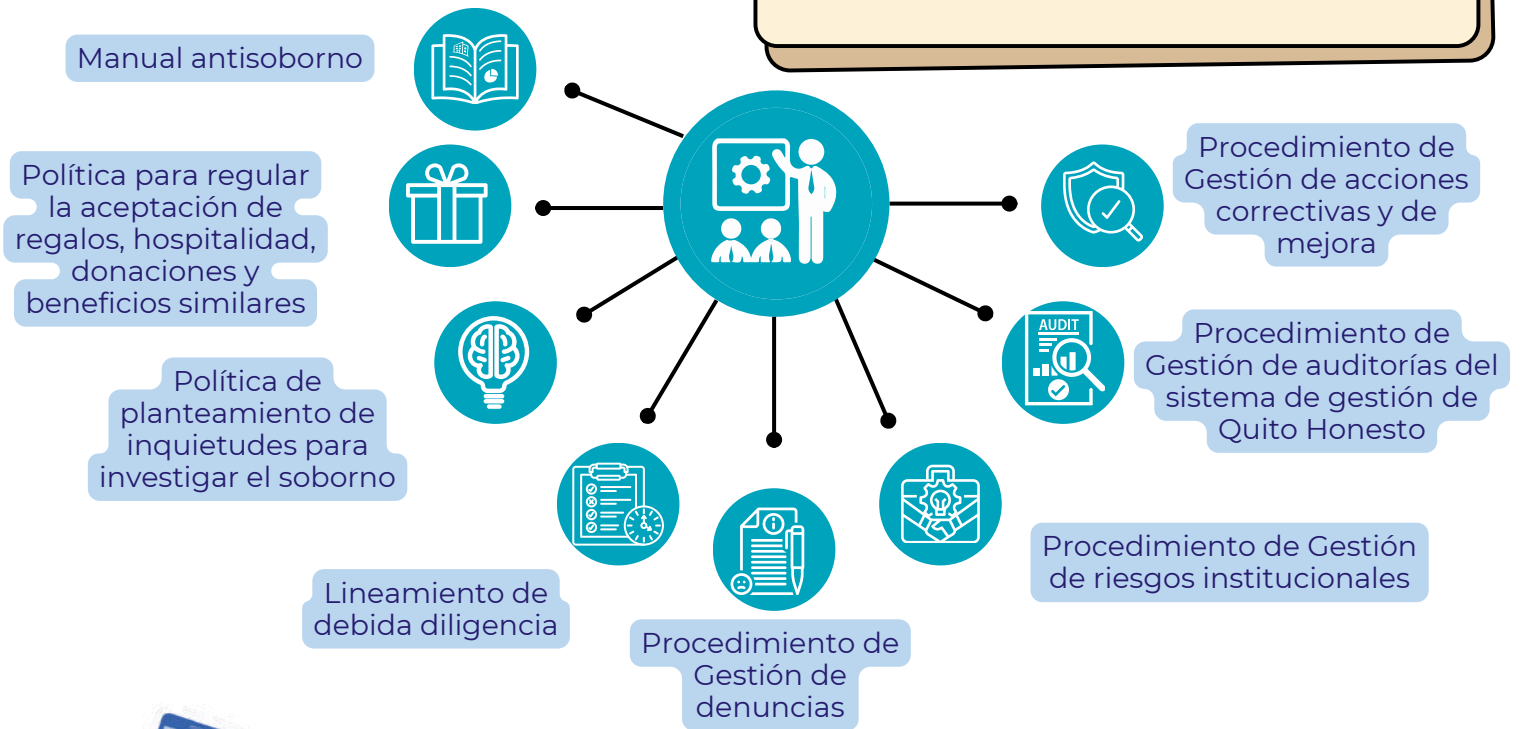 Manual antisoborno
Política para regular
la aceptación de
regalos, hospitalidad,
donaciones y
beneficios similares
Política de
planteamiento de
inquietudes para
investigar el soborno
Lineamiento de
debida diligencia
Procedimiento de
Gestión de
denuncias
Procedimiento de Gestión
de riesgos institucionales
AUDIT
Procedimiento de
Gestión de auditorías del
sistema de gestión de
Quito Honesto
Procedimiento de
Gestión de acciones
correctivas y de
mejora